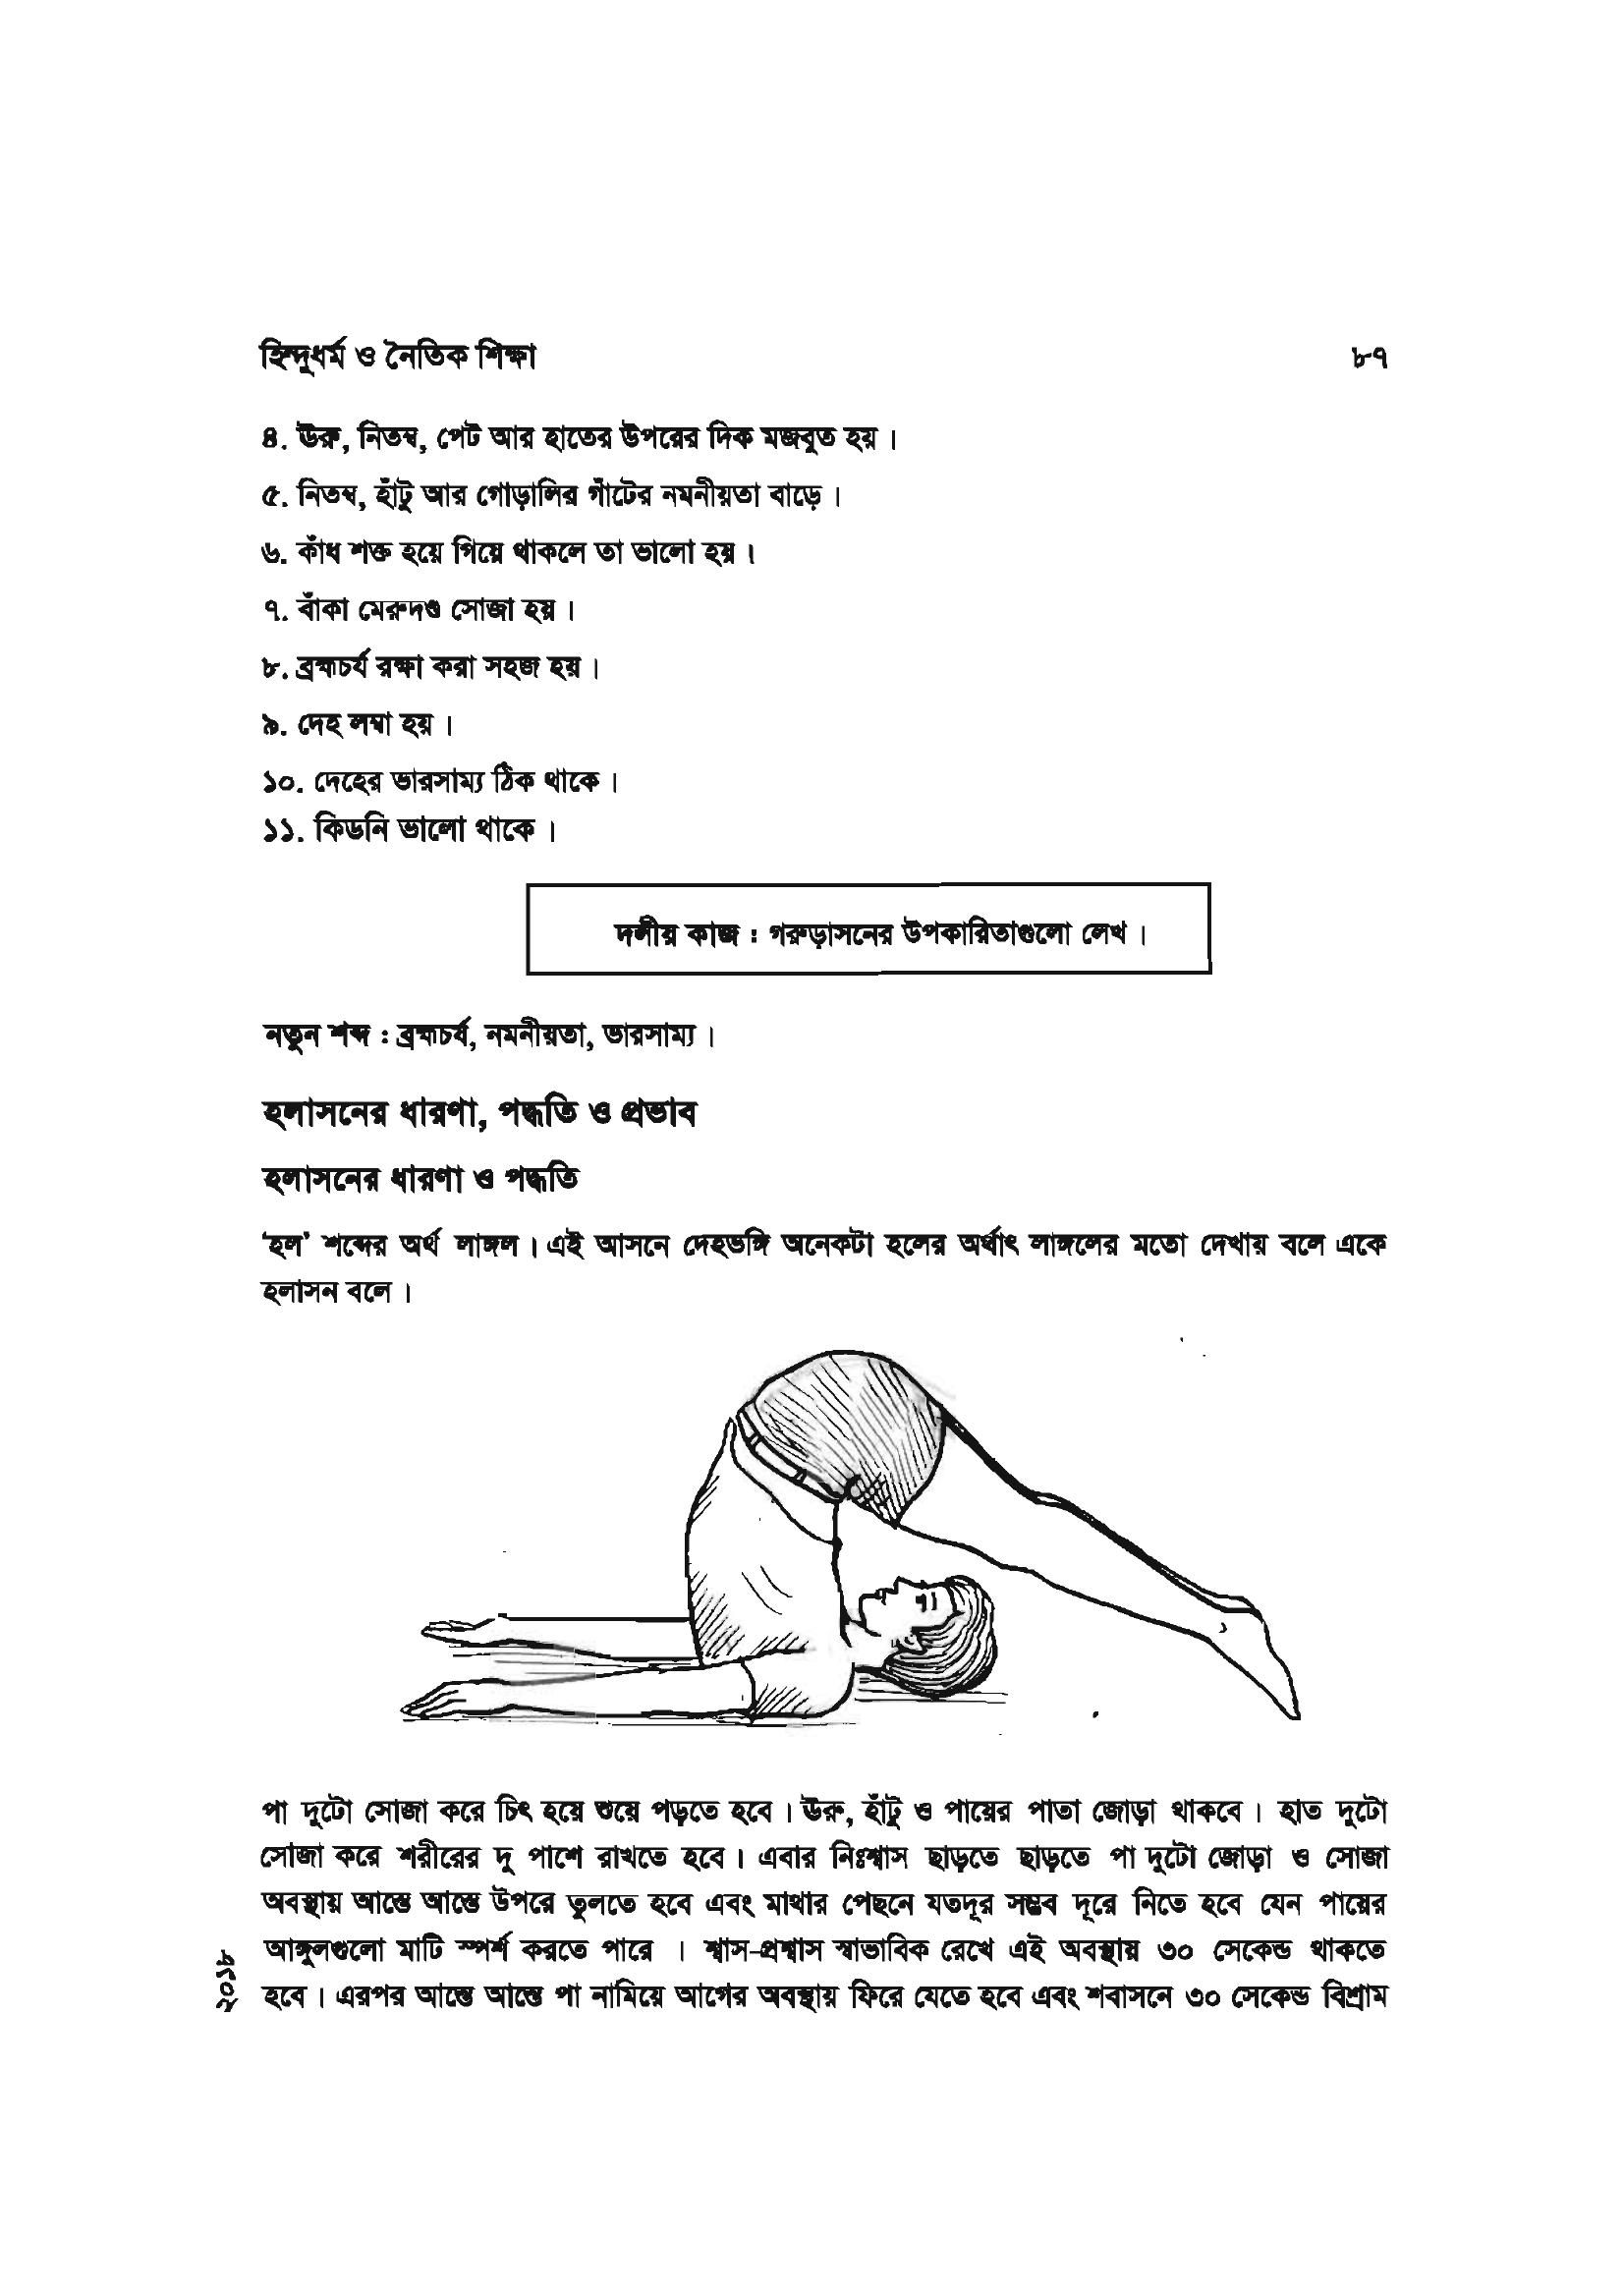 হিন্দুধর্ম ও নৈতিক শিক্ষা ৮৭
৪. ঊরু, নিতম্ব, পেট আর হাতের উপরের দিক মজবুত হয়।
৫. নিতম্ব, হাঁটু আর গোড়ালির গাঁটের নমনীয়তা বাড়ে।
৬. কাঁধ শক্ত হয়ে গিয়ে থাকলে তা ভালো হয়।
৭. বাঁকা মেরুদণ্ড সোজা হয়।
৮. ব্রহ্মচর্য রক্ষা করা সহজ হয়।
৯. দেহ লম্বা হয়।
১০. দেহের ভারসাম্য ঠিক থাকে।
১১. কিডনি ভালো থাকে।
দলীয় কাজ : গরুড়াসনের উপকারিতাগুলো লেখ।
নতুন শব্দ : ব্রহ্মচর্য, নমনীয়তা, ভারসাম্য।
হলাসনের ধারণা, পদ্ধতি ও প্রভাব
হলাসনের ধারণা ও পদ্ধতি
‘হল’ শব্দের অর্থ লাঙ্গল। এই আসনে দেহভঙ্গি অনেকটা হলের অর্থাৎ লাঙ্গলের মতো দেখায় বলে একে
হলাসন বলে।
পা দুটো সোজা করে চিৎ হয়ে শুয়ে পড়তে হবে। ঊরু, হাঁটু ও পায়ের পাতা জোড়া থাকবে। হাত দুটো
সোজা করে শরীরের দু পাশে রাখতে হবে। এবার নিঃশ্বাস ছাড়তে ছাড়তে পা দুটো জোড়া ও সোজা
অবস্থায় আস্তে আস্তে উপরে তুলতে হবে এবং মাথার পেছনে যতদূর সম্ভব দূরে নিতে হবে যেন পায়ের
আঙ্গুলগুলো মাটি স্পর্শ করতে পারে । শ্বাস-প্রশ্বাস স্বাভাবিক রেখে এই অবস্থায় ৩০ সেকেন্ড থাকতে
হবে। এরপর আস্তে আস্তে পা নামিয়ে আগের অবস্থায় ফিরে যেতে হবে এবং শবাসনে ৩০ সেকেন্ড বিশ্রাম
২০১৮